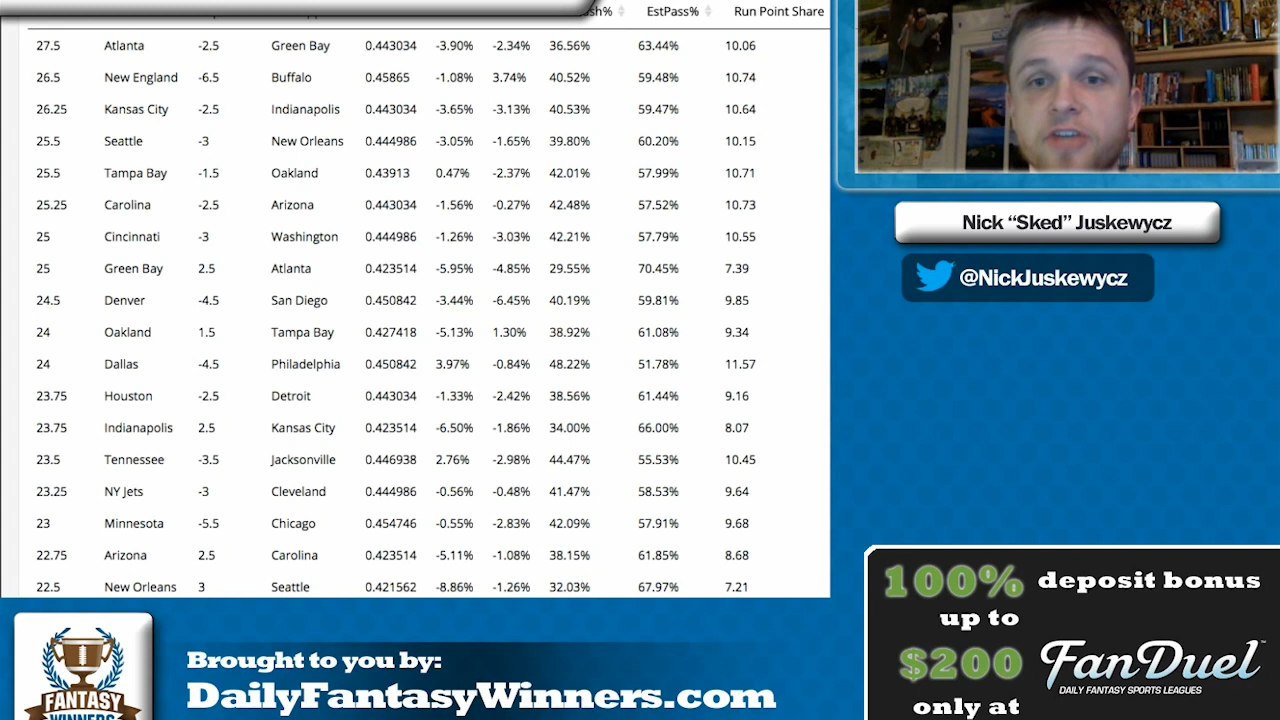 EstPass% Run Point Share
27.5 Atlanta -2.5 Green Bay 0.443034 -3.90% -2.34% 36.56% 63.44% 10.06
26.5 New England -6.5 Buffalo 0.45865 -1.08% 3.74% 40.52% 59.48% 10.74
26.25 Kansas City -2.5 Indianapolis 0.443034 -3.65% -3.13% 40.53% 59.47% 10.64
25.5 Seattle -3 New Orleans 0.444986 -3.05% -1.65% 39.80% 60.20% 10.15
25.5 Tampa Bay -1.5 Oakland 0.43913 0.47% -2.37% 42.01% 57.99% 10.71
25.25 Carolina -2.5 Arizona 0.443034 -1.56% -0.27% 42.48% 57.52% 10.73
25 Cincinnati -3 Washington 0.444986 -1.26% -3.03% 42.21% 57.79% 10.55
25 Green Bay 2.5 Atlanta 0.423514 -5.95% -4.85% 29.55% 70.45% 7.39
24.5 Denver -4.5 San Diego 0.450842 -3.44% -6.45% 40.19% 59.81% 9.85
24 Oakland 1.5 Tampa Bay 0.427418 -5.13% 1.30% 38.92% 61.08% 9.34
24 Dallas -4.5 Philadelphia 0.450842 3.97% -0.84% 48.22% 51.78% 11.57
23.75 Houston -2.5 Detroit 0.443034 -1.33% -2.42% 38.56% 61.44% 9.16
23.75 Indianapolis 2.5 Kansas City 0.423514 -6.50% -1.86% 34.00% 66.00% 8.07
23.5 Tennessee -3.5 Jacksonville 0.446938 2.76% -2.98% 44.47% 55.53% 10.45
23.25 NY Jets -3 Cleveland 0.444986 -0.56% -0.48% 41.47% 58.53% 9.64
23 Minnesota -5.5 Chicago 0.454746 -0.55% -2.83% 42.09% 57.91% 9.68
22.75 Arizona 2.5 Carolina 0.423514 -5.11% -1.08% 38.15% 61.85% 8.68
22.5 New Orleans 3 Seattle 0.421562 -8.86% -1.26% 32.03% 67.97% 7.21
Nick “Sked” Juskewycz
@NickJuskewycz
100% deposit bonus
up to
$200 FanDuel
DAILY FANTASY SPORTS LEAGUES
only at
FANTASY
WINNERS
Brought to you by:
DailyFantasyWinners.com